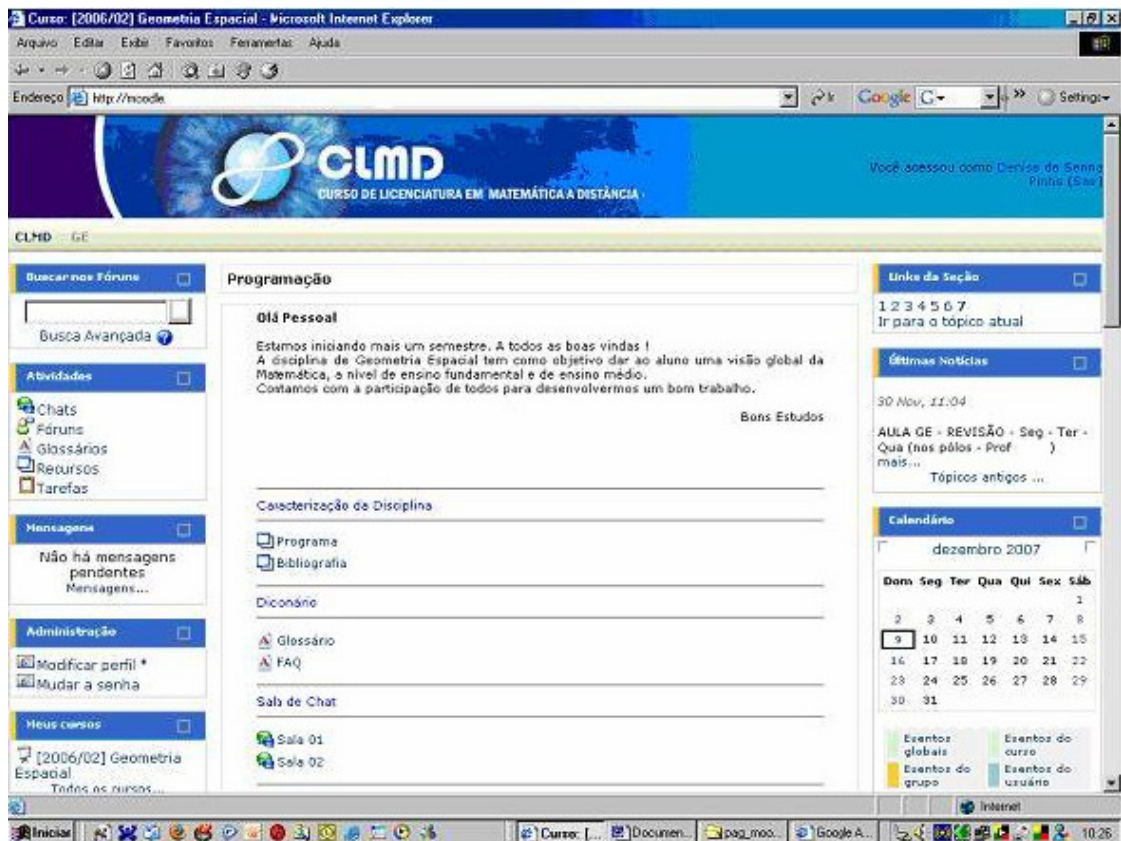 Curso: [2006/02] Geometria Espacial - Microsoft Internet Explorer
Arquivo Editar Exibir Favoritos Ferramentas Ajuda
Endereço http://moodle.
Ir
Google G
Settings
CLMD
CURSO DE LICENCIATURA EM MATEMÁTICA A DISTÂNCIA
Você acessou como Denise de Senna
Pinho (Sair)
CLMD GE
Buscar nos Fóruns
Busca Avançada
Atividades
Chats
Fóruns
Glossários
Recursos
Tarefas
Mensagens
Não há mensagens
pendentes
Mensagens...
Administração
Modificar perfil *
Mudar a senha
Meus cursos
[2006/02] Geometria
Espacial
Todos os cursos...
Programação
Olá Pessoal
Estamos iniciando mais um semestre. A todos as boas vindas !
A disciplina de Geometria Espacial tem como objetivo dar ao aluno uma visão global da
Matemática, a nivel de ensino fundamental e de ensino médio.
Contamos com a participação de todos para desenvolvermos um bom trabalho.
Bons Estudos
Caracterização da Disciplina
Programa
Bibliografia
Diconário
Glossário
FAQ
Sala de Chat
Sala 01
Sala 02
Links da Seção
1 2 3 4 5 6 7
Ir para o tópico atual
Últimas Notícias
30 Nov, 11:04
AULA GE - REVISÃO - Seg - Ter -
Qua (nos pólos - Prof )
mais...
Tópicos antigos ...
Calendário
dezembro 2007
Dom Seg Ter Qua Qui Sex Sáb
1
2 3 4 5 6 7 8
9 10 11 12 13 14 15
16 17 18 19 20 21 22
23 24 25 26 27 28 29
30 31
Eventos globais
Eventos do curso
Eventos do grupo
Eventos do usuário
Internet
Iniciar
Curso: [...
Documen...
pag_moo...
Google A...
10:26